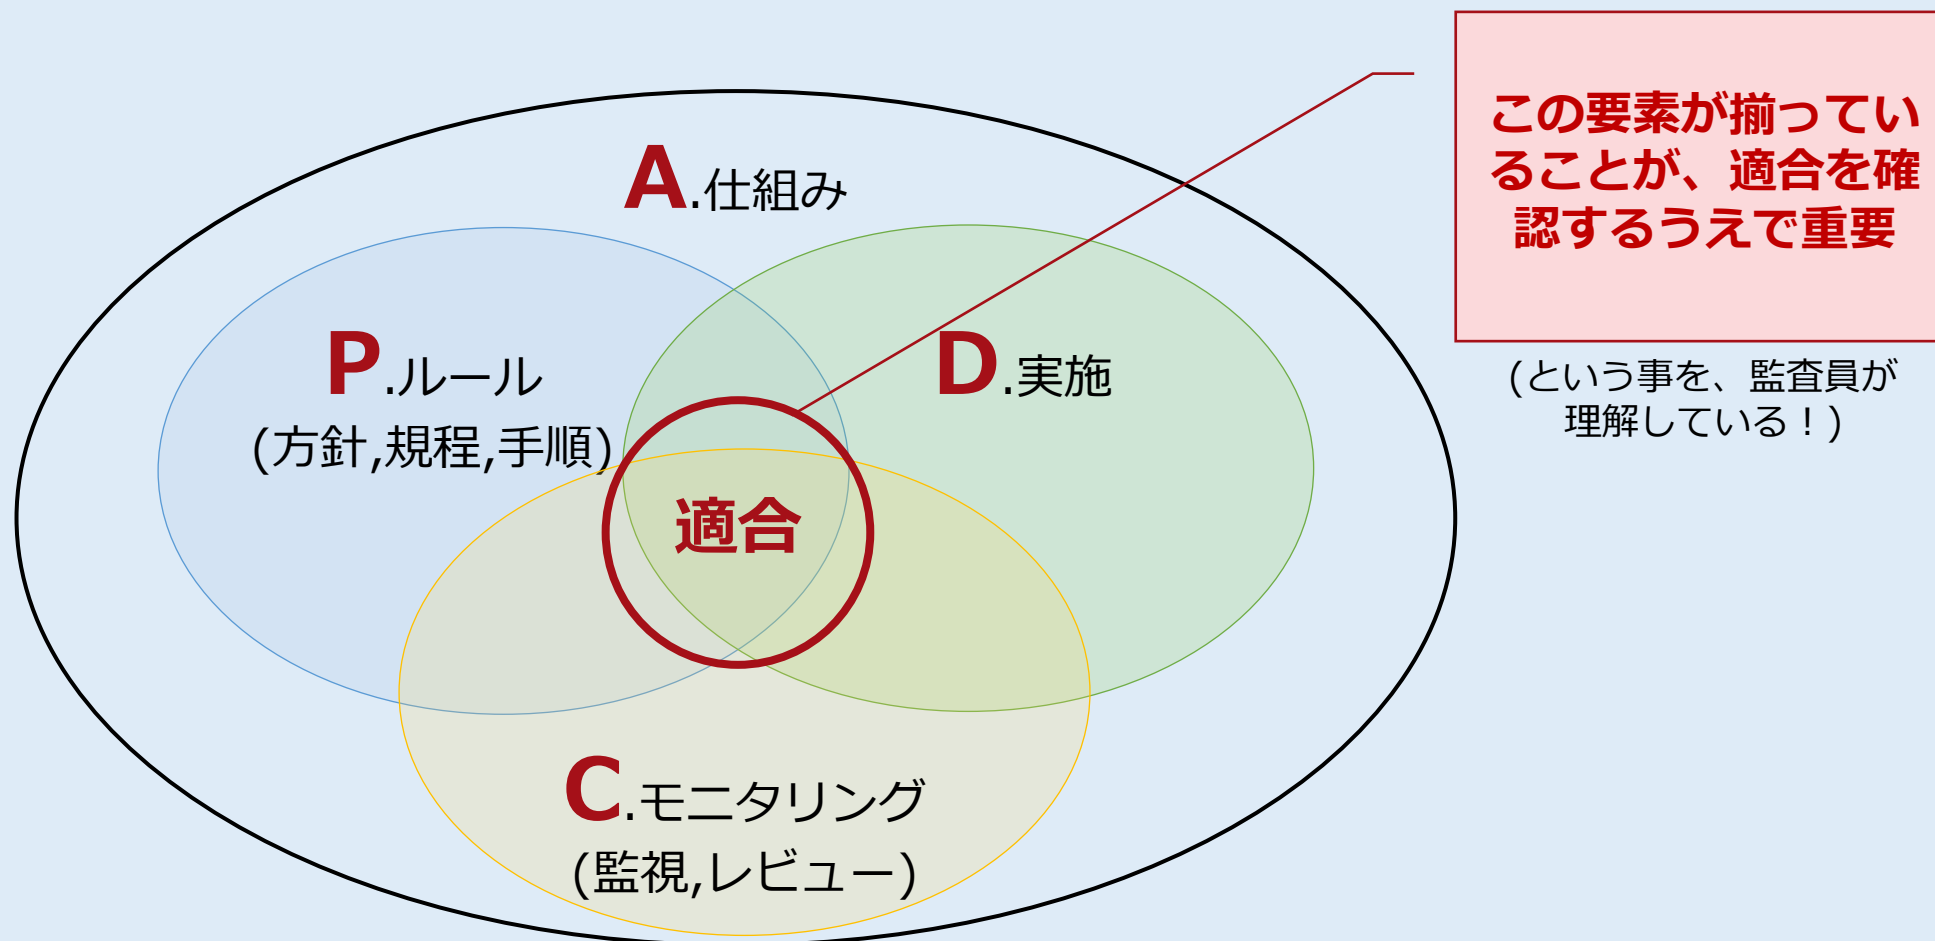 A.仕組み
P.ルール
(方針,規程,手順)
D.実施
適合
C.モニタリング
(監視,レビュー)
この要素が揃ってい
ることが、適合を確
認するうえで重要
(という事を、監査員が
理解している！)